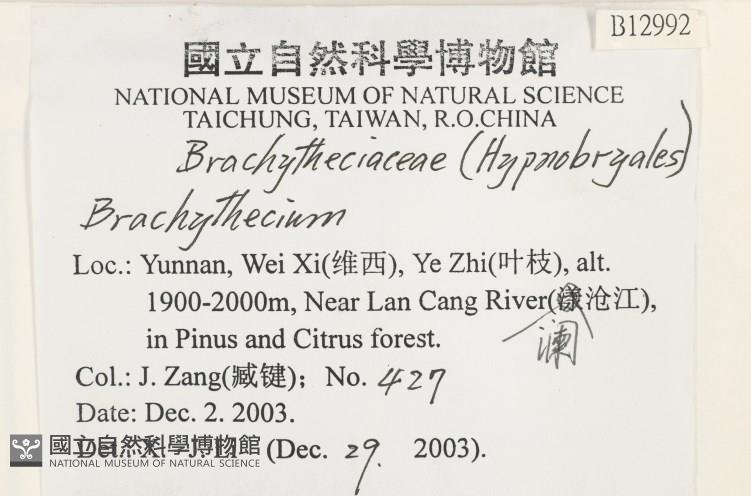 B12992
國立自然科學博物館
NATIONAL MUSEUM OF NATURAL SCIENCE
TAICHUNG, TAIWAN, R.O.CHINA
Brachytheciaceae (Hypnobryales)
Brachythecium
Loc.: Yunnan, Wei Xi(维西), Ye Zhi(叶枝), alt.
1900-2000m, Near Lan Cang River(漾沧江),
澜
in Pinus and Citrus forest.
Col.: J. Zang(臧键); No. 427
Date: Dec. 2. 2003.
Det.: X. J. Li (Dec. 29. 2003).
國立自然科學博物館
NATIONAL MUSEUM OF NATURAL SCIENCE